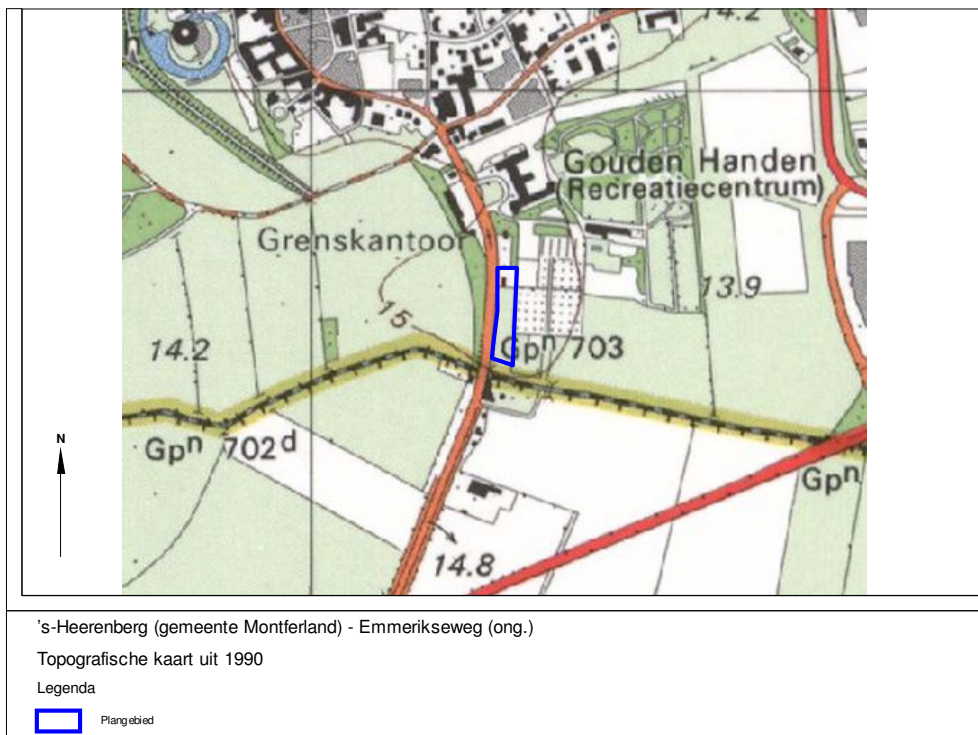 14.2
Gouden Handen
(Recreatiecentrum)
Grenskantoor
13.9
15
14.2
Gpⁿ 703
Gpⁿ 702ᵈ
Gpⁿ
14.8
N
's-Heerenberg (gemeente Montferland) - Emmerikseweg (ong.)
Topografische kaart uit 1990
Legenda
Plangebied